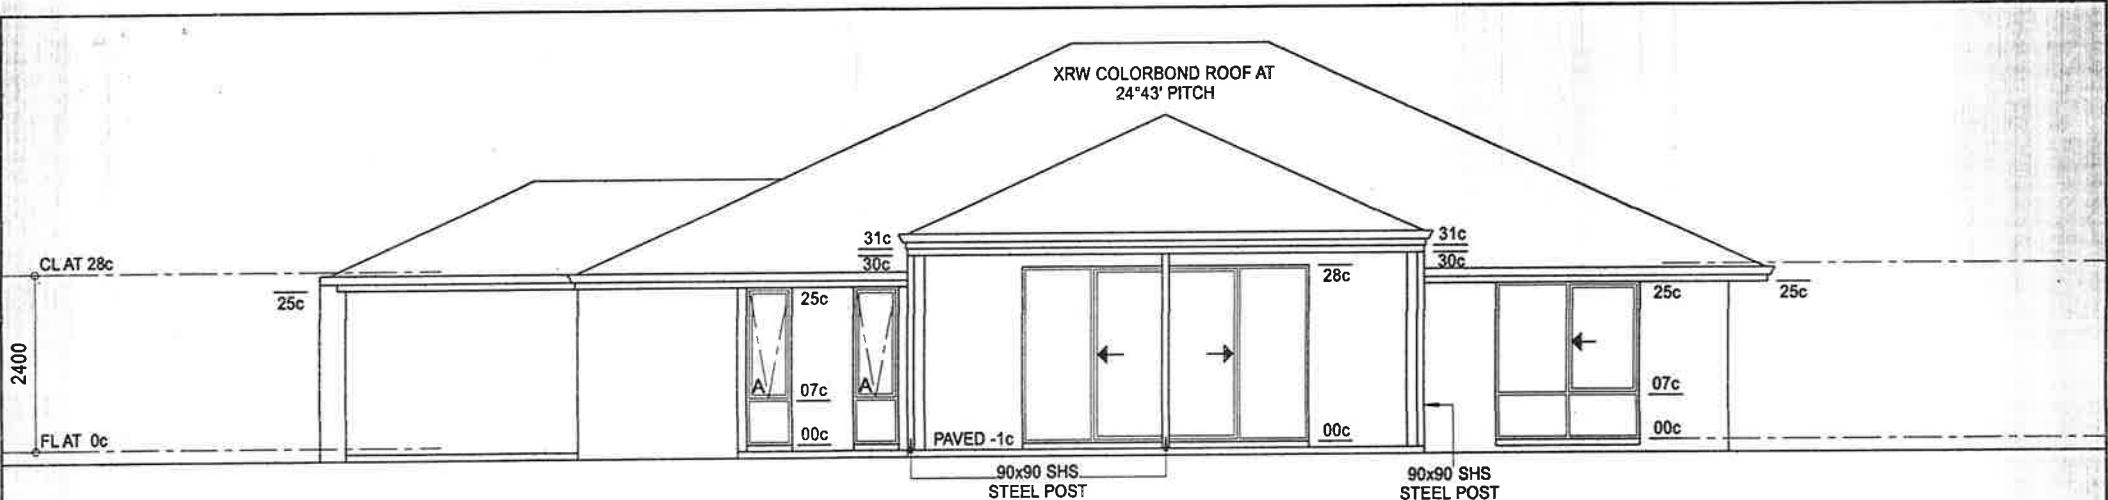 XRW COLORBOND ROOF AT
24°43' PITCH
31c
30c
31c
30c
CL AT 28c
25c
25c
28c
25c
25c
2400
A
07c
A
07c
FL AT 0c
00c
PAVED -1c
00c
00c
90x90 SHS
STEEL POST
90x90 SHS
STEEL POST